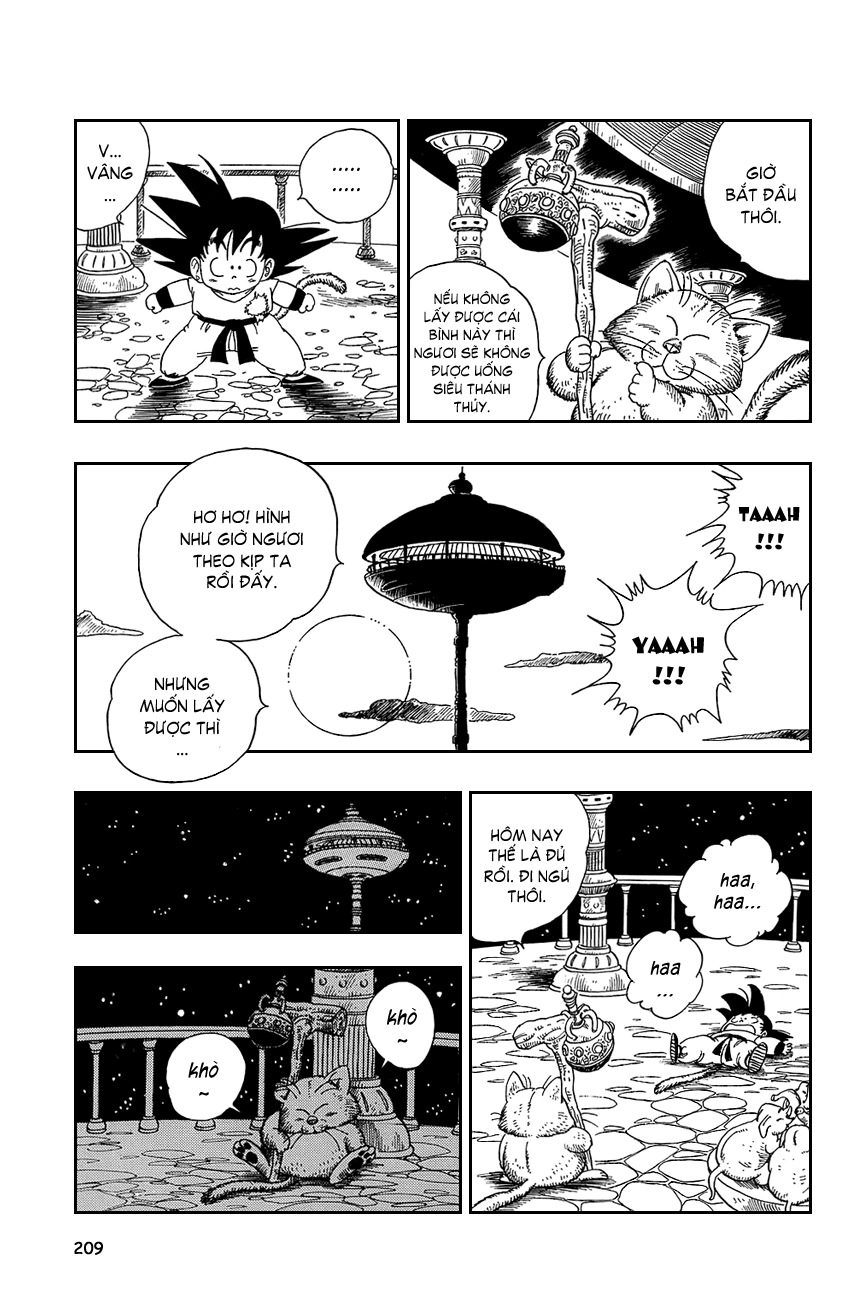 GIỜ
BẮT ĐẦU
THÔI.
NẾU KHÔNG
LẤY ĐƯỢC CÁI
BÌNH NÀY THÌ
NGƯƠI SẼ KHÔNG
ĐƯỢC UỐNG
SIÊU THÁNH
THỦY.
.....
.....
V...
VÂNG
...
TAAAH
!!!
YAAAH
!!!
HƠ HƠ! HÌNH
NHƯ GIỜ NGƯƠI
THEO KỊP TA
RỒI ĐẤY.
NHƯNG
MUỐN LẤY
ĐƯỢC THÌ
...
haa,
haa...
haa
...
HÔM NAY
THẾ LÀ ĐỦ
RỒI. ĐI NGỦ
THÔI.
khò
~
khò
~
209